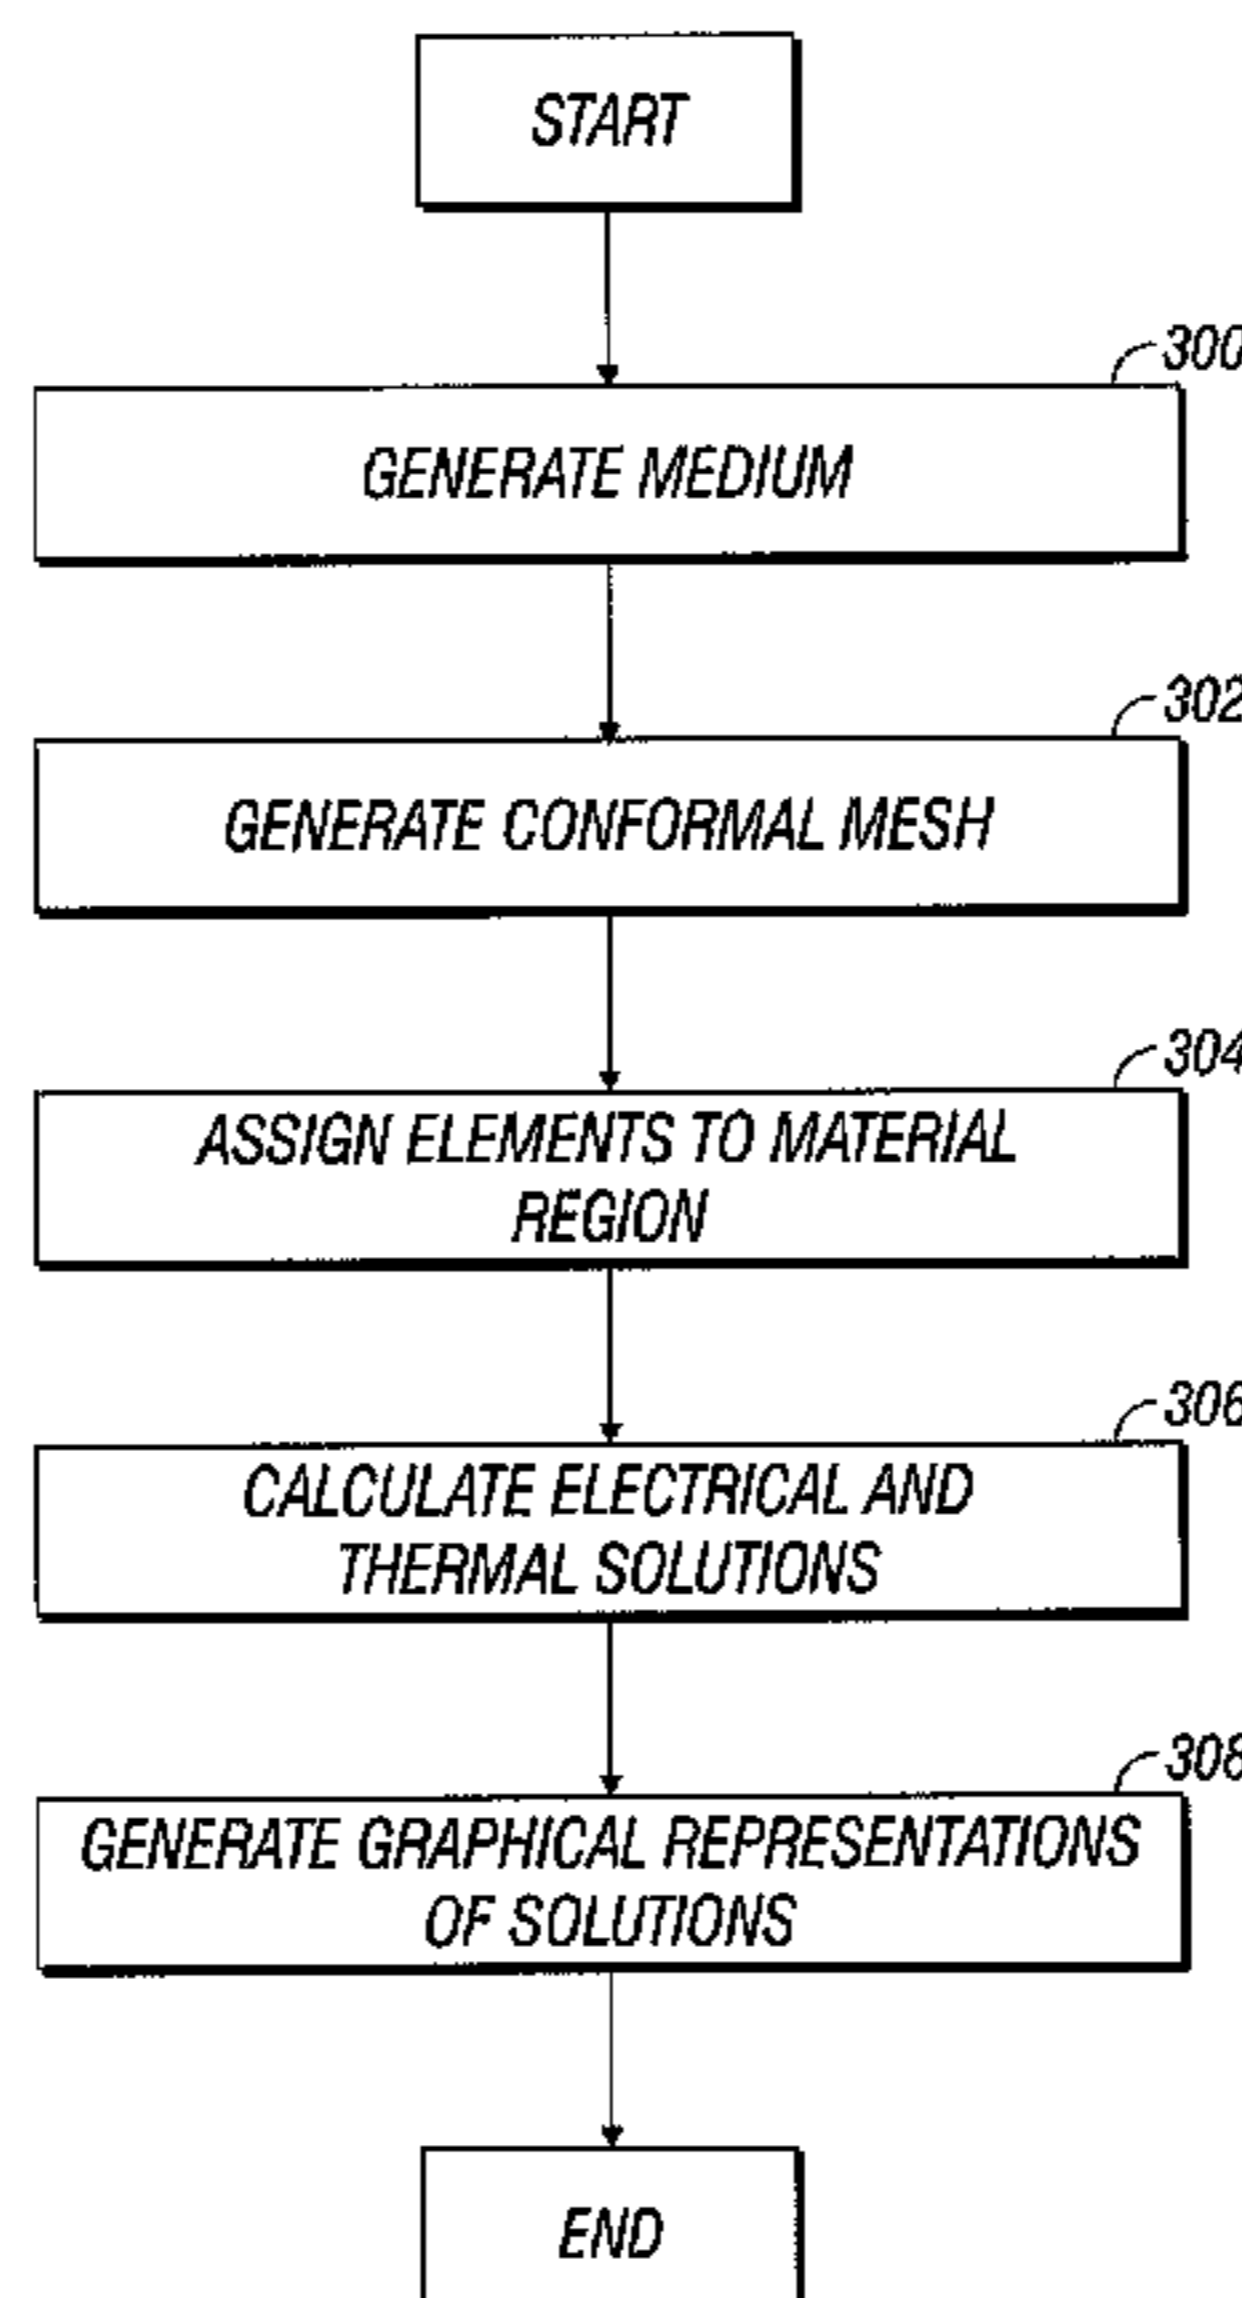 START
300
GENERATE MEDIUM
302
GENERATE CONFORMAL MESH
304
ASSIGN ELEMENTS TO MATERIAL
REGION
306
CALCULATE ELECTRICAL AND
THERMAL SOLUTIONS
308
GENERATE GRAPHICAL REPRESENTATIONS
OF SOLUTIONS
END